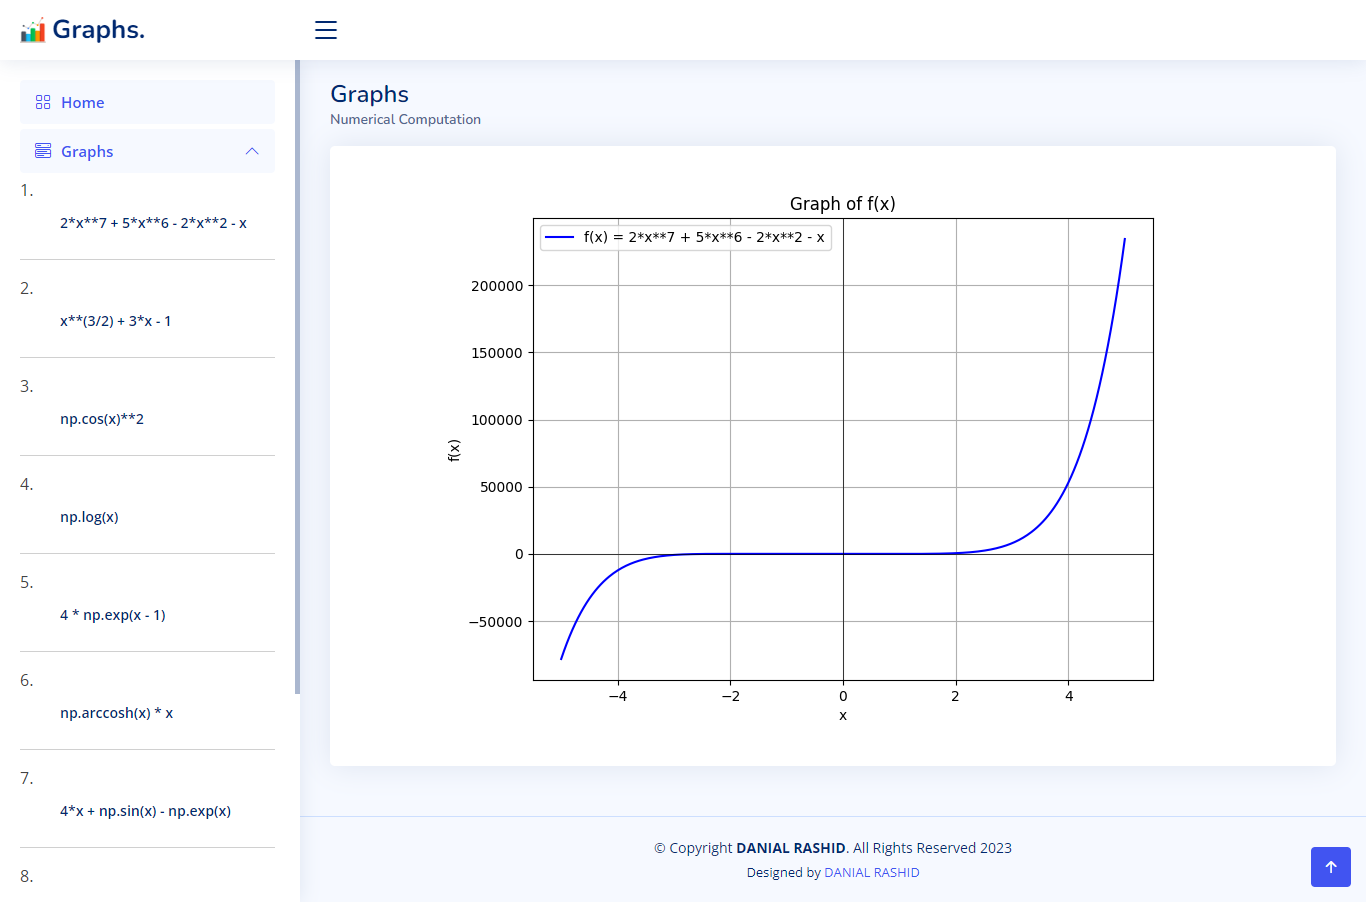 Graphs.
Home
Graphs
1.
2*x**7 + 5*x**6 - 2*x**2 - x
2.
x**(3/2) + 3*x - 1
3.
np.cos(x)**2
4.
np.log(x)
5.
4 * np.exp(x - 1)
6.
np.arccosh(x) * x
7.
4*x + np.sin(x) - np.exp(x)
8.
Graphs
Numerical Computation
Graph of f(x)
f(x) = 2*x**7 + 5*x**6 - 2*x**2 - x
200000
150000
100000
50000
0
−50000
f(x)
−4 −2 0 2 4
x
© Copyright DANIAL RASHID. All Rights Reserved 2023
Designed by DANIAL RASHID